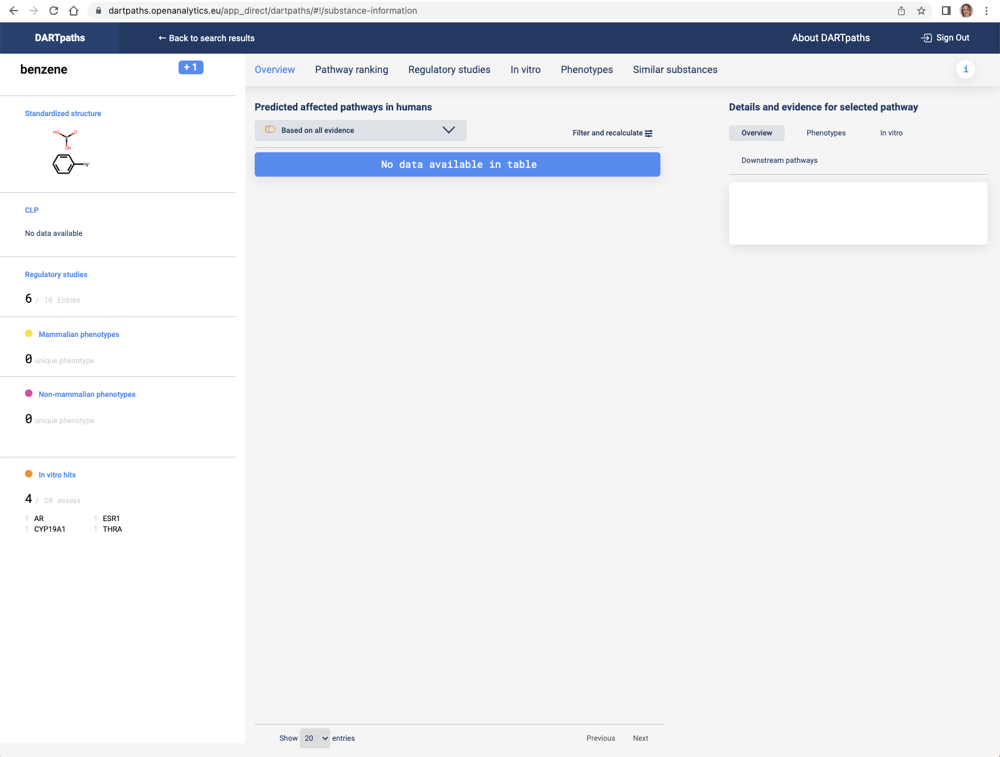 dartpaths.openanalytics.eu/app_direct/dartpaths/#!/substance-information
DARTpaths
← Back to search results
About DARTpaths
Sign Out
benzene
+ 1
Overview
Pathway ranking
Regulatory studies
In vitro
Phenotypes
Similar substances
i
Standardized structure
HO
O-
OH
Hg+
CLP
No data available
Regulatory studies
6 / 16 Entries
Mammalian phenotypes
0 unique phenotype
Non-mammalian phenotypes
0 unique phenotype
In vitro hits
4 / 20 assays
1 AR
1 ESR1
1 CYP19A1
1 THRA
Predicted affected pathways in humans
Based on all evidence
Filter and recalculate
No data available in table
Show 20 entries
Previous
Next
Details and evidence for selected pathway
Overview
Phenotypes
In vitro
Downstream pathways